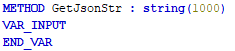 METHOD GetJsonStr : string(1000)
VAR_INPUT
END_VAR